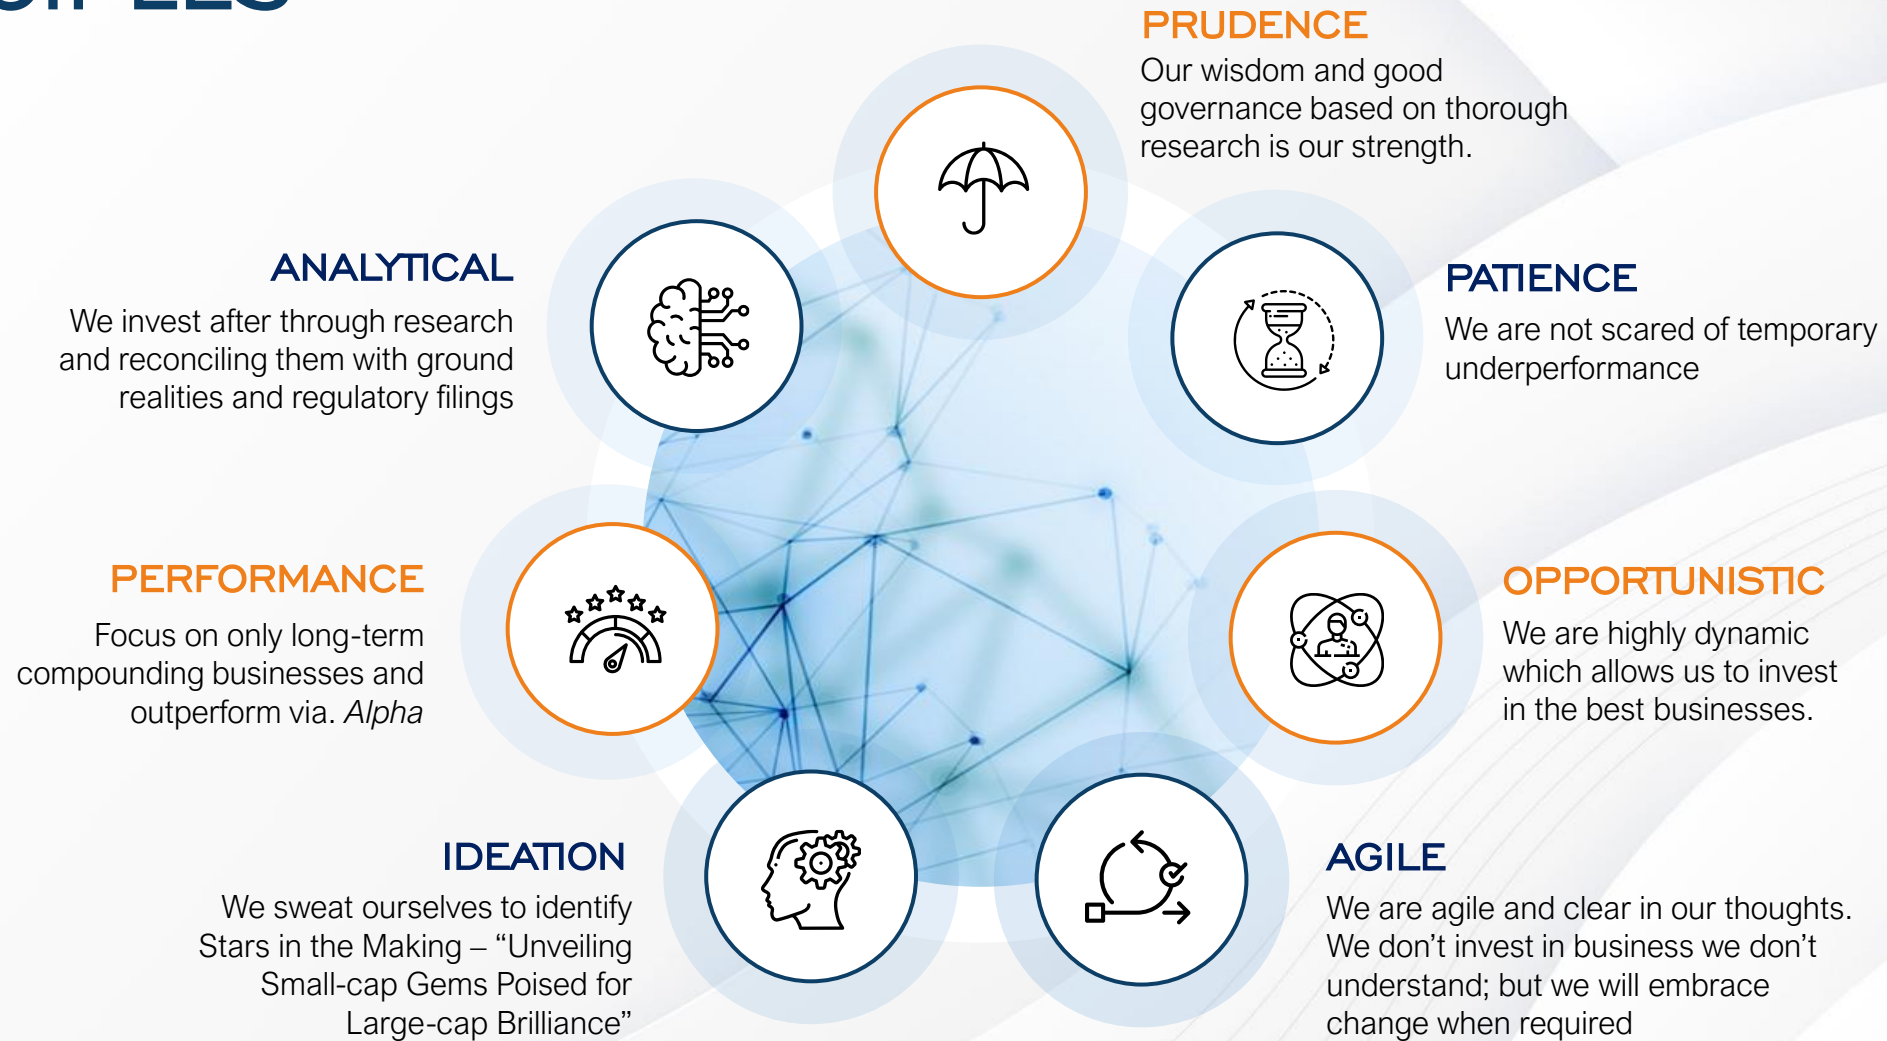 PRUDENCE
Our wisdom and good
governance based on thorough
research is our strength.
ANALYTICAL
We invest after through research
and reconciling them with ground
realities and regulatory filings
PATIENCE
We are not scared of temporary
underperformance
PERFORMANCE
Focus on only long-term
compounding businesses and
outperform via. Alpha
OPPORTUNISTIC
We are highly dynamic
which allows us to invest
in the best businesses.
IDEATION
We sweat ourselves to identify
Stars in the Making – “Unveiling
Small-cap Gems Poised for
Large-cap Brilliance”
AGILE
We are agile and clear in our thoughts.
We don’t invest in business we don’t
understand; but we will embrace
change when required